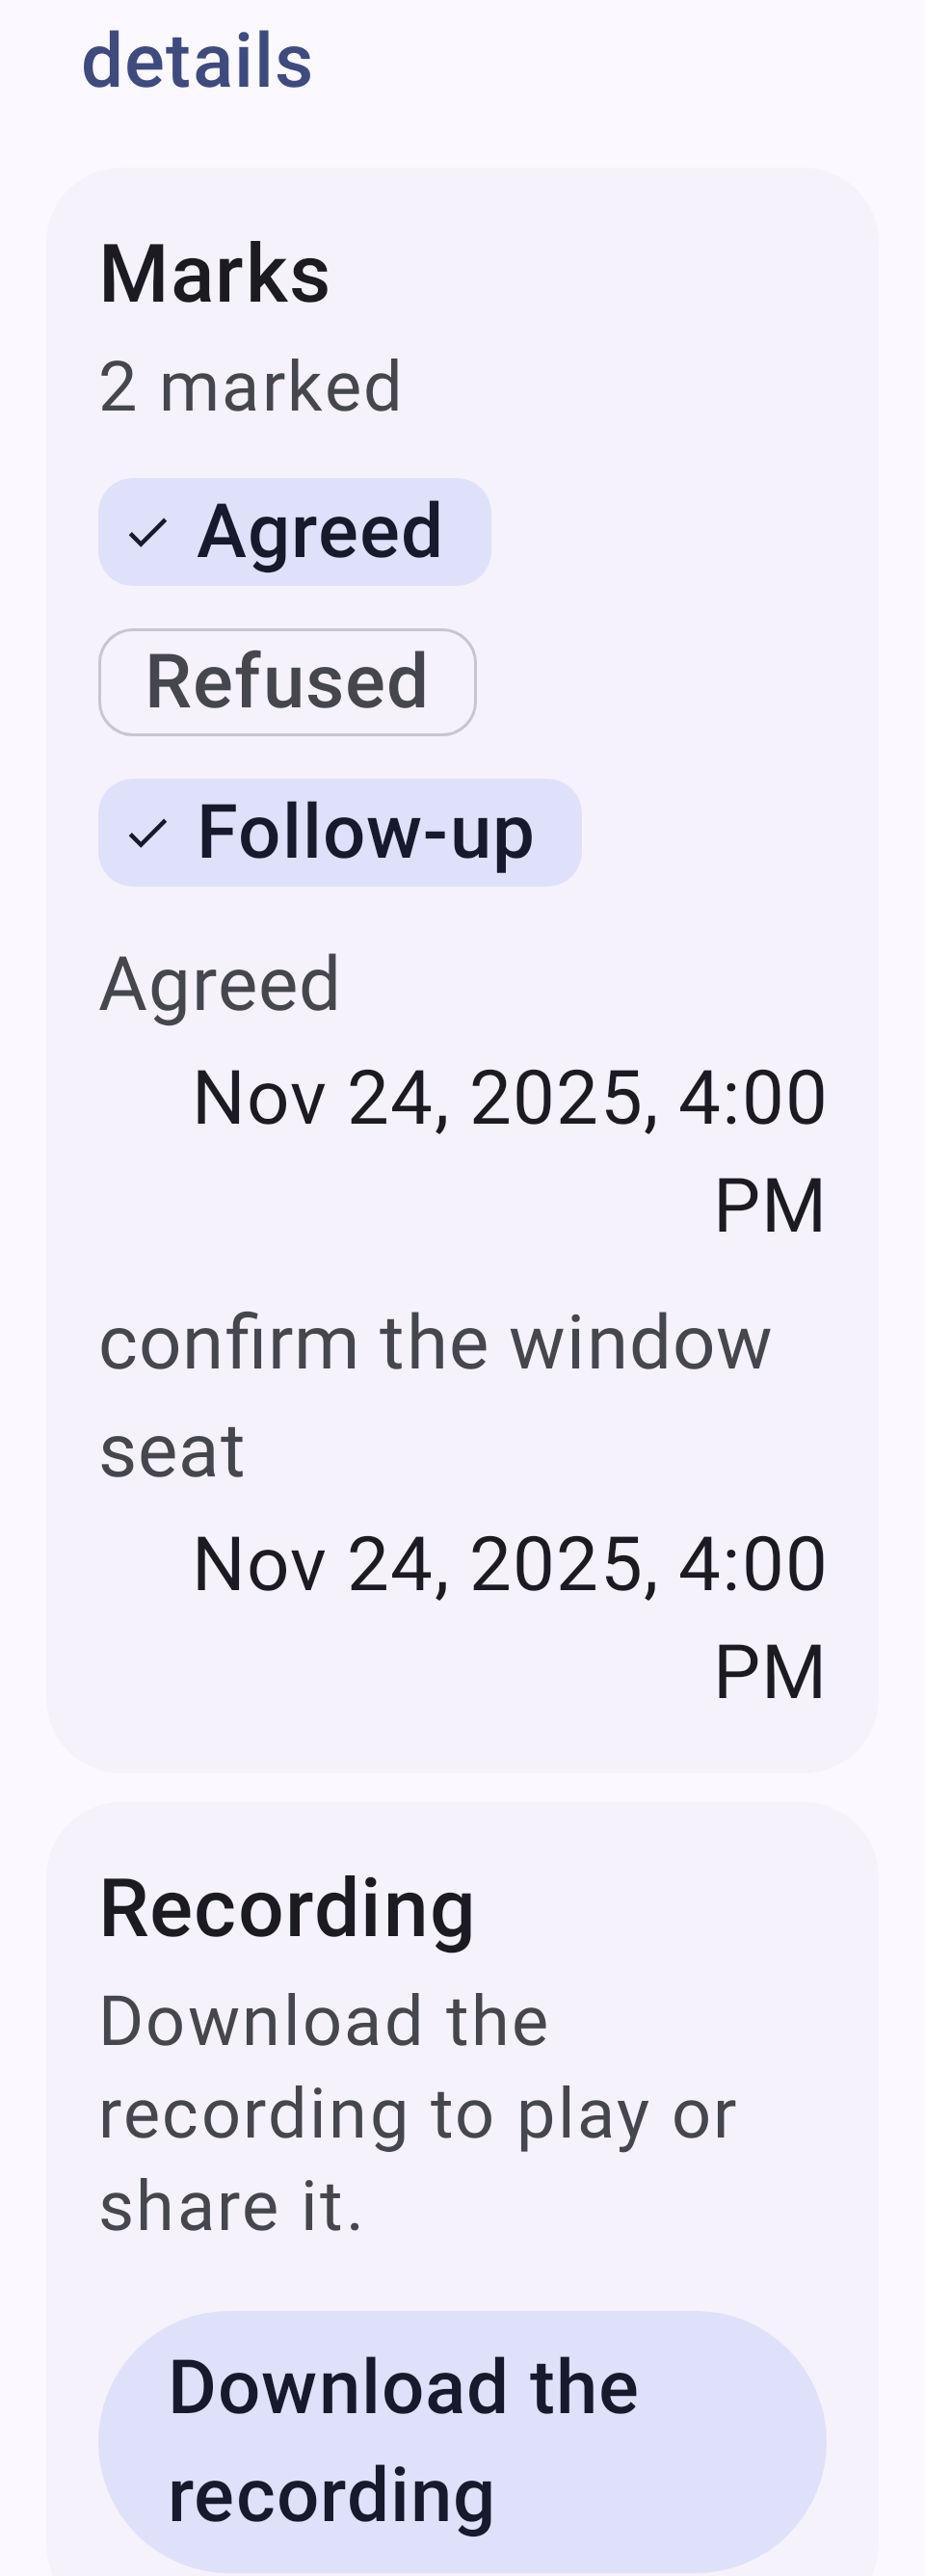 details
Marks
2 marked
Agreed
Refused
Follow-up
Agreed
Nov 24, 2025, 4:00
PM
confirm the window
seat
Nov 24, 2025, 4:00
PM
Recording
Download the
recording to play or
share it.
Download the
recording